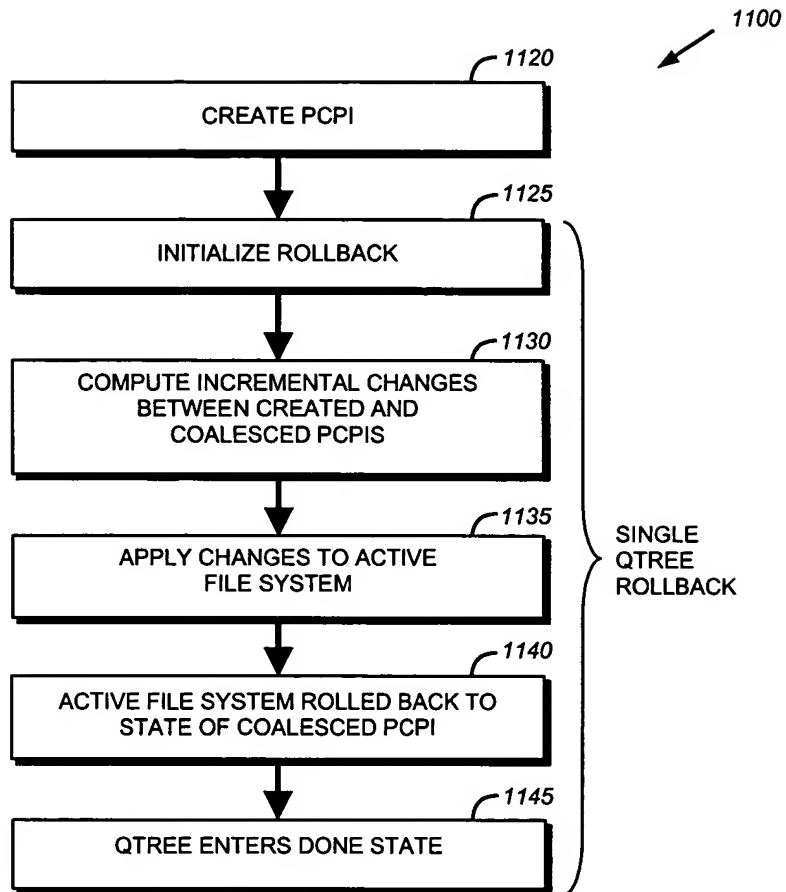 1100
1120
CREATE PCPI
1125
INITIALIZE ROLLBACK
1130
COMPUTE INCREMENTAL CHANGES
BETWEEN CREATED AND
COALESCED PCPIS
1135
APPLY CHANGES TO ACTIVE
FILE SYSTEM
SINGLE
QTREE
ROLLBACK
1140
ACTIVE FILE SYSTEM ROLLED BACK TO
STATE OF COALESCED PCPI
1145
QTREE ENTERS DONE STATE